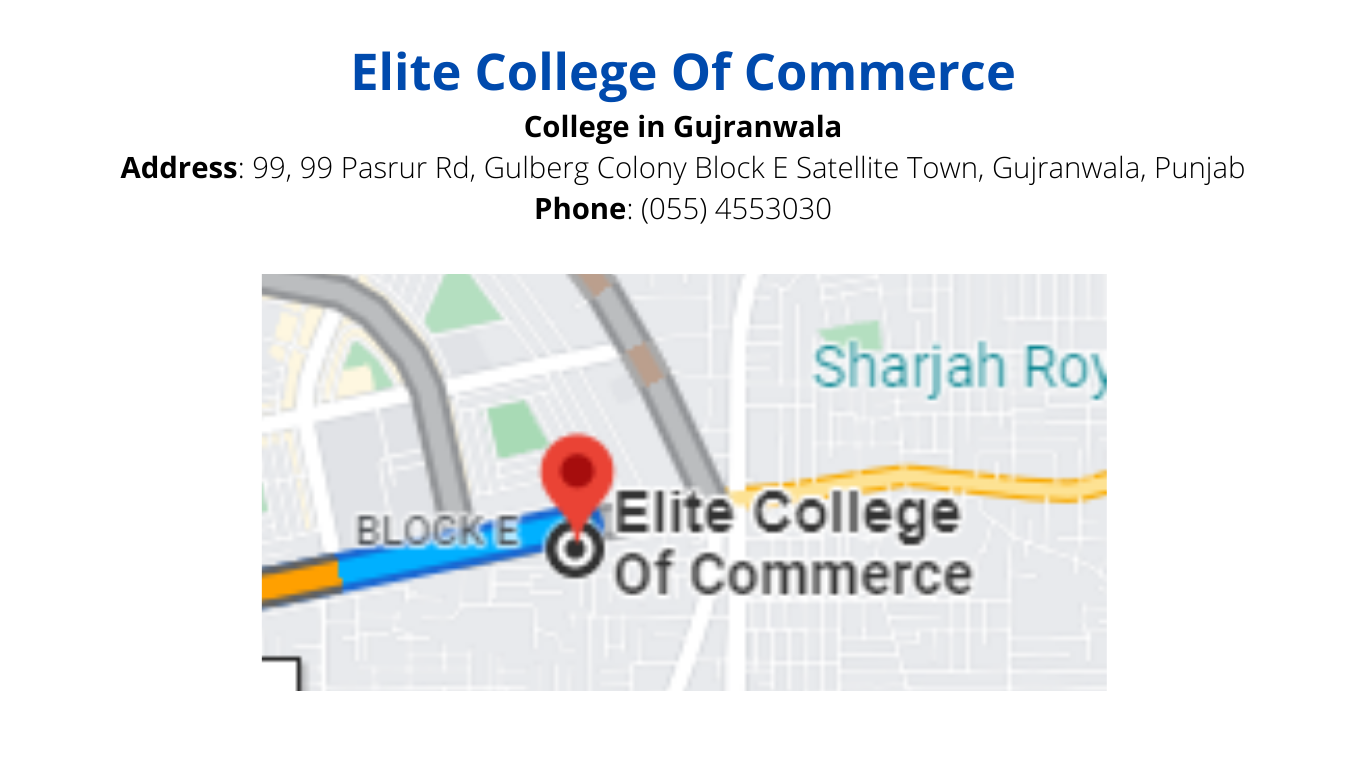 Elite College Of Commerce
College in Gujranwala
Address: 99, 99 Pasrur Rd, Gulberg Colony Block E Satellite Town, Gujranwala, Punjab
Phone: (055) 4553030
Sharjah Roy
BLOCK E
Elite College
Of Commerce